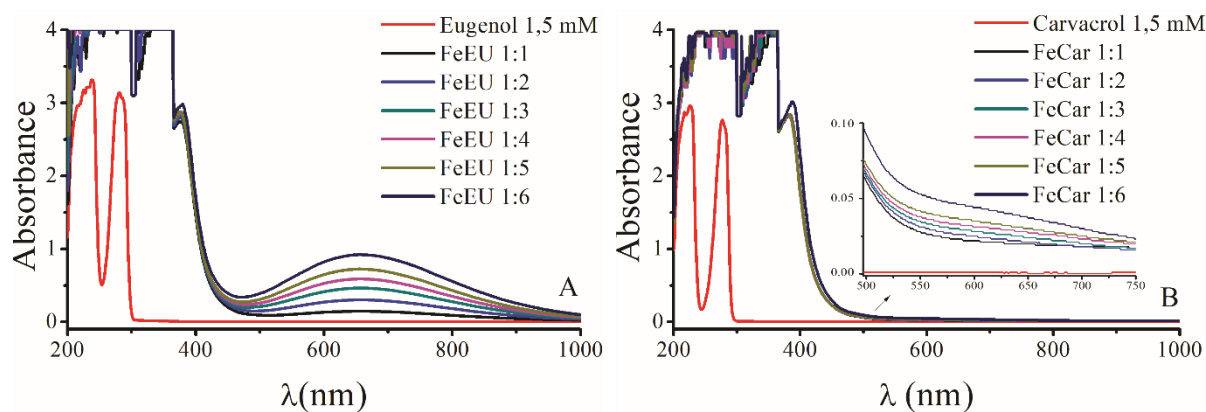 Eugenol 1,5 mM
FeEU 1:1
FeEU 1:2
FeEU 1:3
FeEU 1:4
FeEU 1:5
FeEU 1:6
A
Absorbance
4
3
2
1
0
200
400
600
800
1000
λ(nm)
Carvacrol 1,5 mM
FeCar 1:1
FeCar 1:2
FeCar 1:3
FeCar 1:4
FeCar 1:5
FeCar 1:6
0.10
0.05
0.00
500
550
600
650
700
750
B
Absorbance
4
3
2
1
0
200
400
600
800
1000
λ (nm)